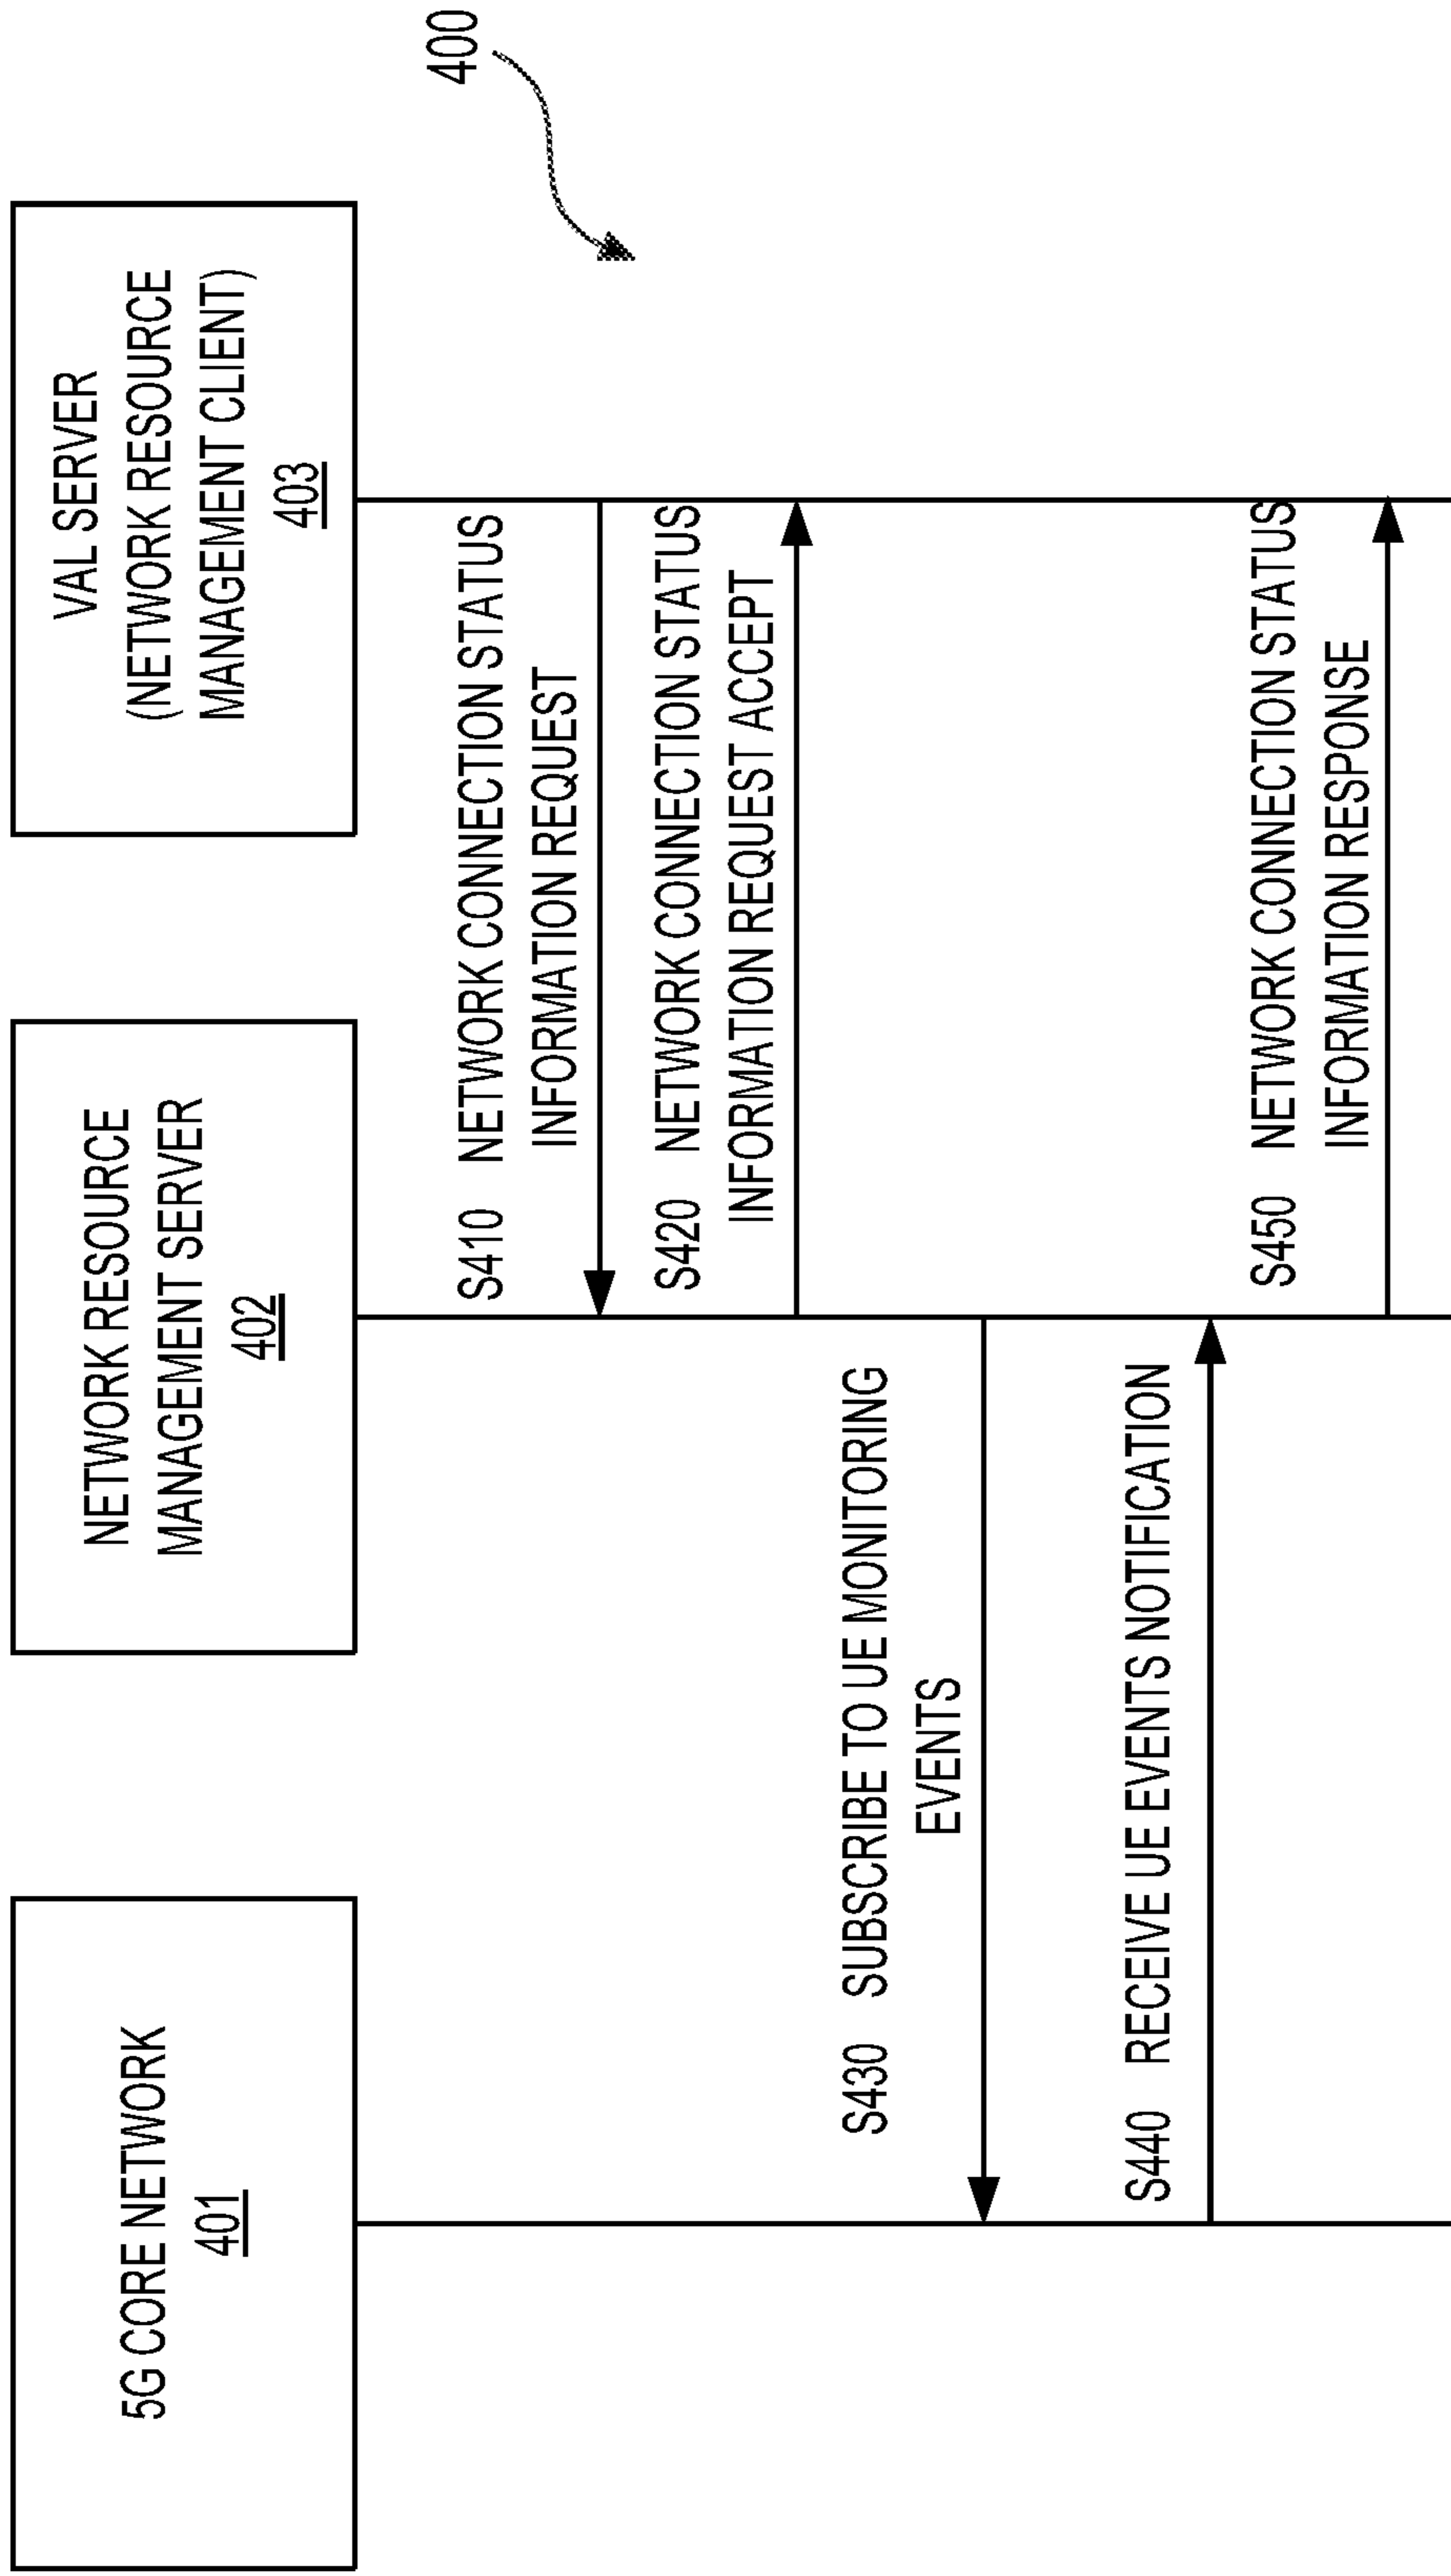 400
5G CORE NETWORK
401
NETWORK RESOURCE
MANAGEMENT SERVER
402
VAL SERVER
(NETWORK RESOURCE
MANAGEMENT CLIENT)
403
S410 NETWORK CONNECTION STATUS
INFORMATION REQUEST
S420 NETWORK CONNECTION STATUS
INFORMATION REQUEST ACCEPT
S430 SUBSCRIBE TO UE MONITORING
EVENTS
S440 RECEIVE UE EVENTS NOTIFICATION
S450 NETWORK CONNECTION STATUS
INFORMATION RESPONSE